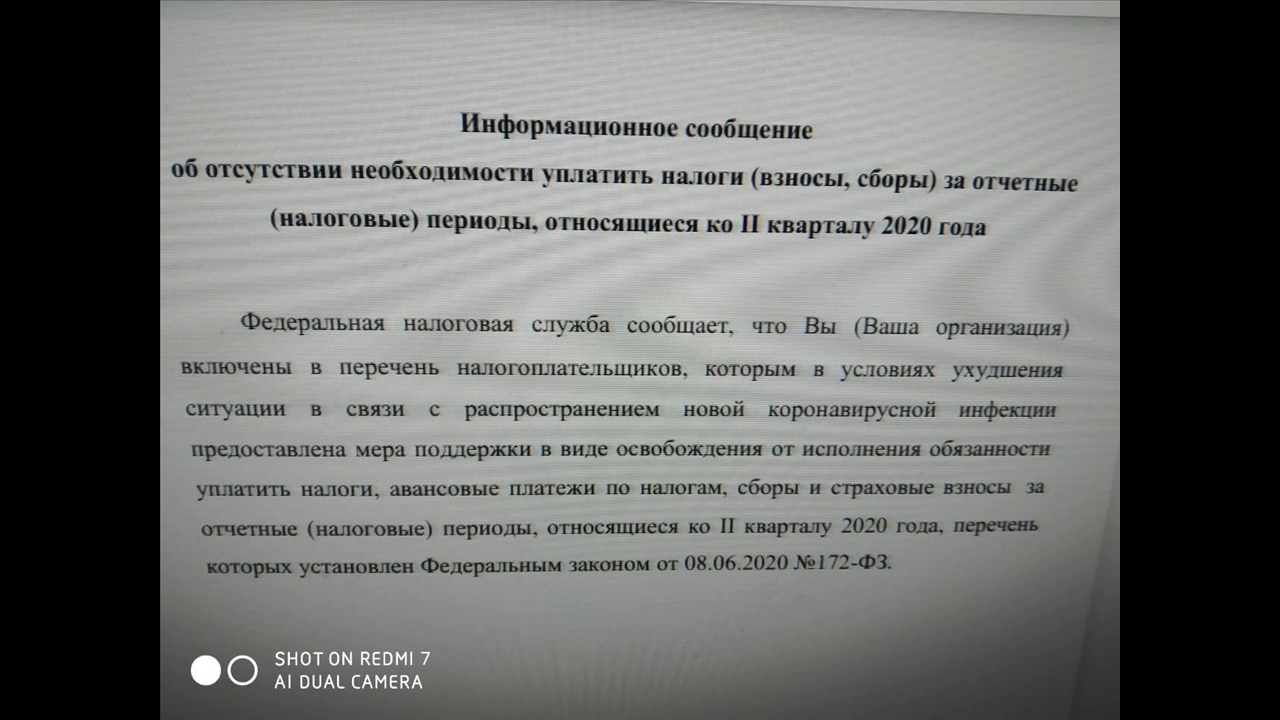 Информационное сообщение
об отсутствии необходимости уплатить налоги (взносы, сборы) за отчетные
(налоговые) периоды, относящиеся ко II кварталу 2020 года
Федеральная налоговая служба сообщает, что Вы (Ваша организация)
включены в перечень налогоплательщиков, которым в условиях ухудшения
ситуации в связи с распространением новой коронавирусной инфекции
предоставлена мера поддержки в виде освобождения от исполнения обязанности
уплатить налоги, авансовые платежи по налогам, сборы и страховые взносы за
отчетные (налоговые) периоды, относящиеся ко II кварталу 2020 года, перечень
которых установлен Федеральным законом от 08.06.2020 №172-ФЗ.
SHOT ON REDMI 7
AI DUAL CAMERA